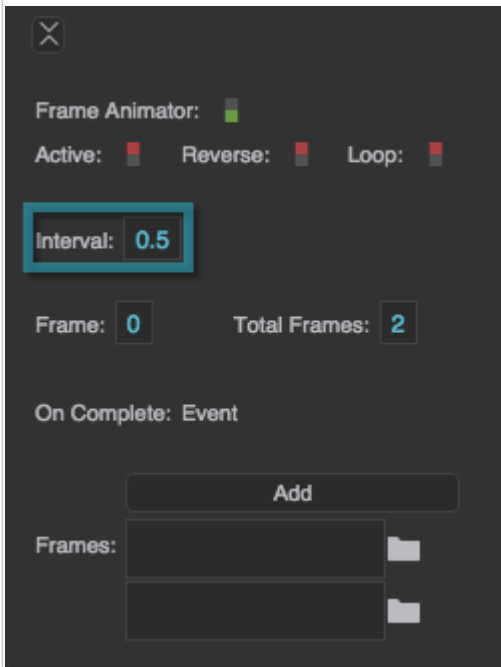 Frame Animator:
Active: Reverse: Loop:
Interval: 0.5
Frame: 0 Total Frames: 2
On Complete: Event
Add
Frames: